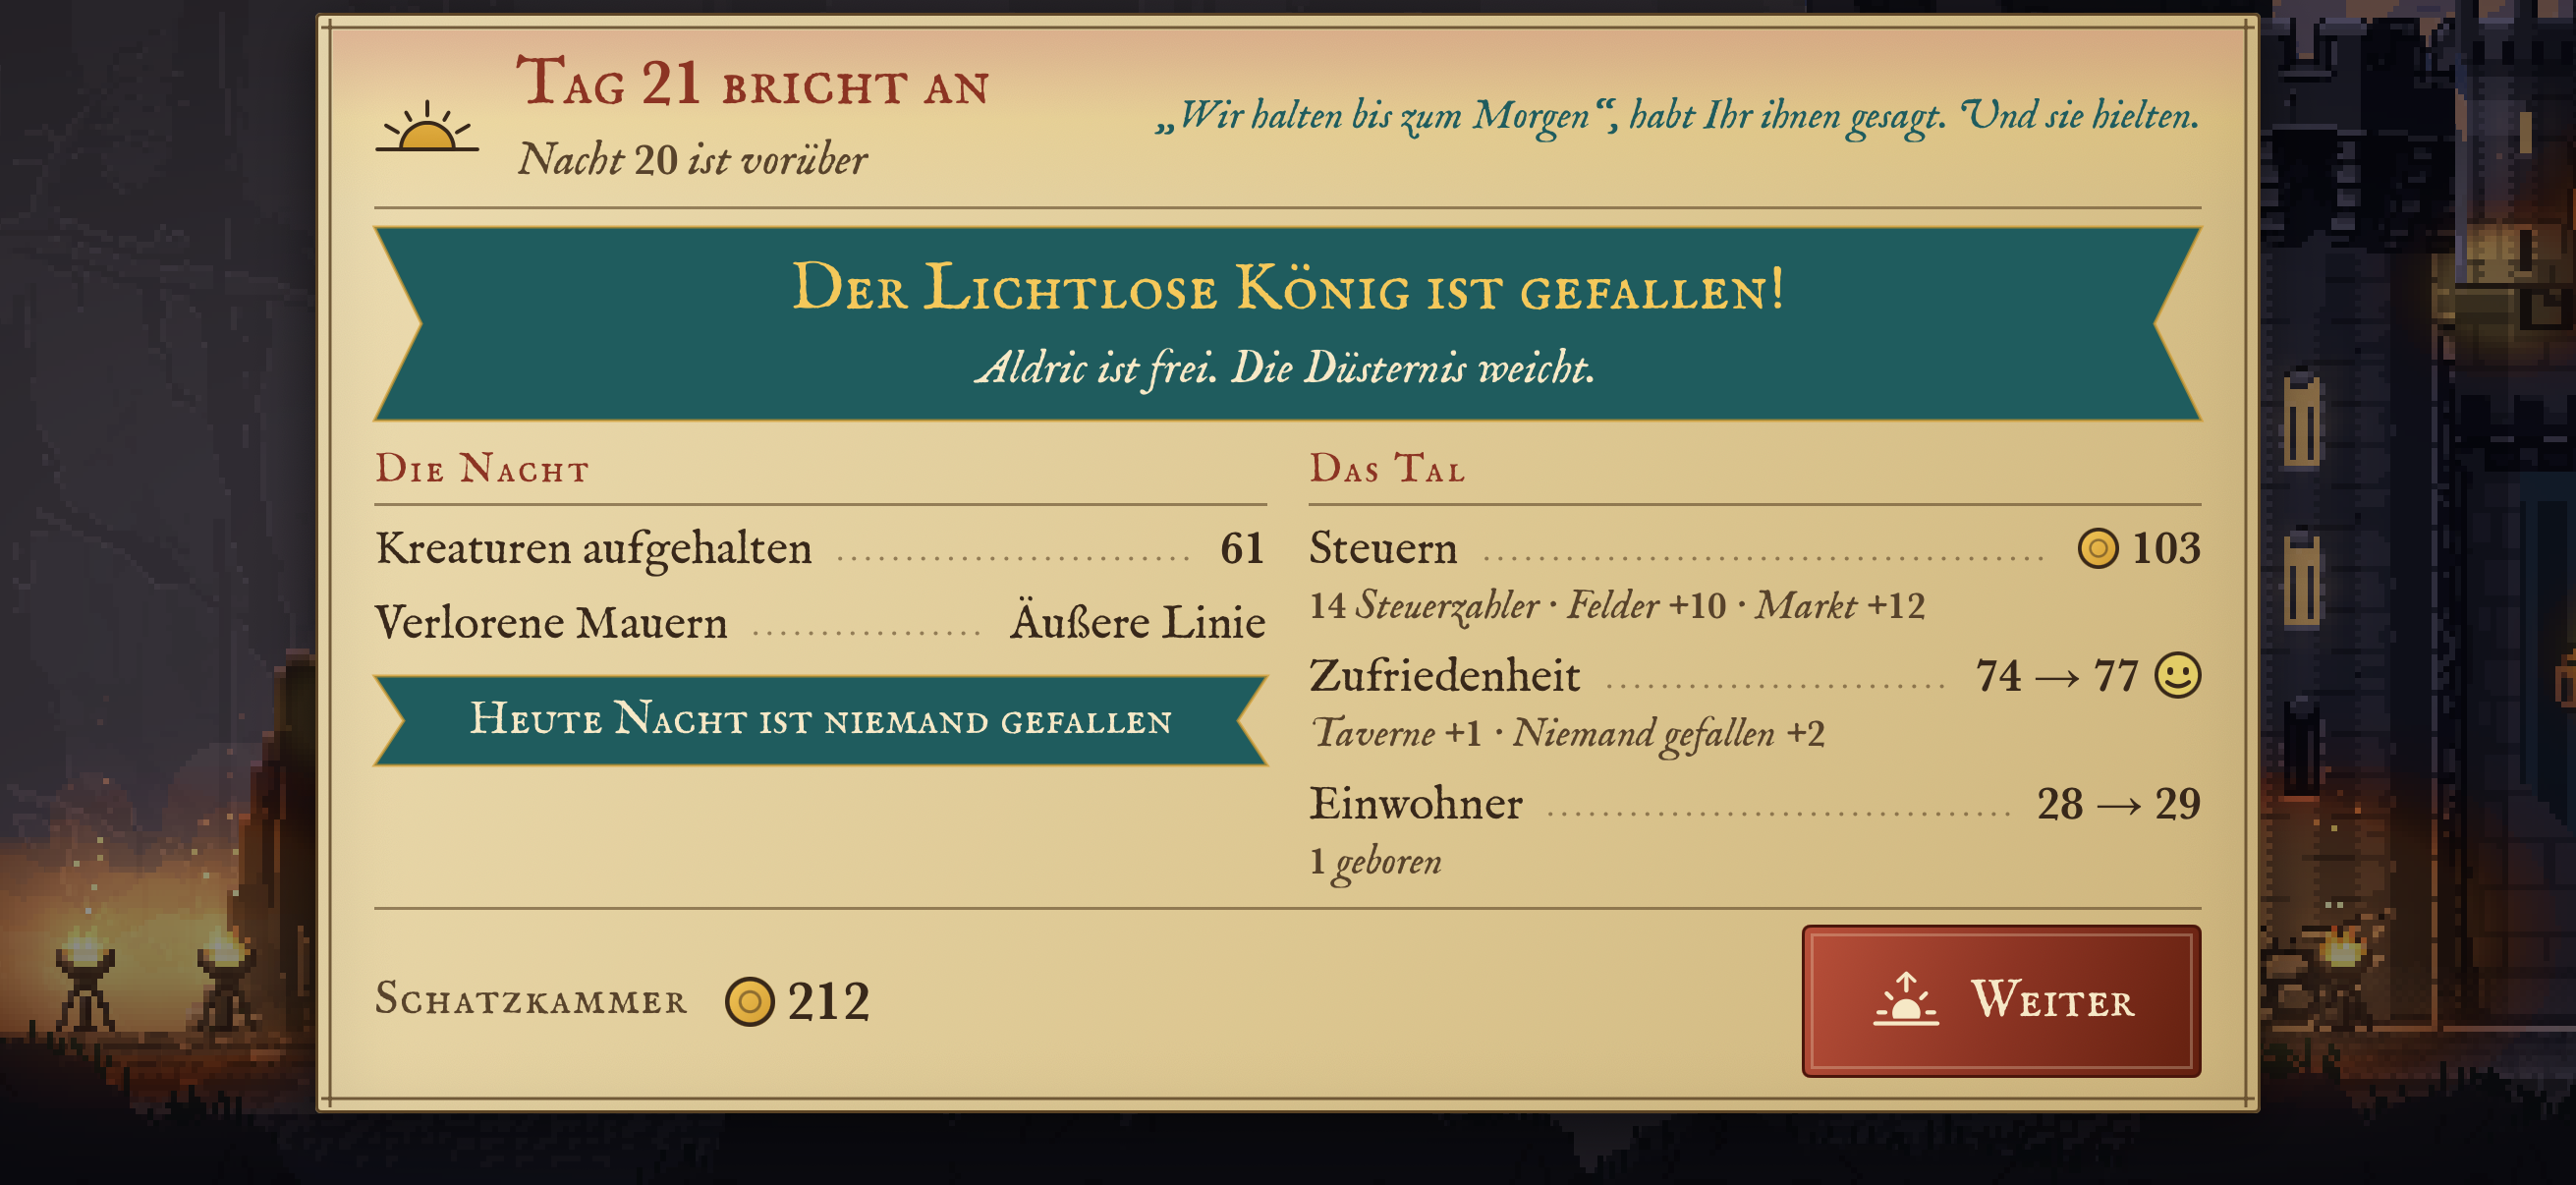 Tag 21 bricht an
Nacht 20 ist vorüber
„Wir halten bis zum Morgen“, habt Ihr ihnen gesagt. Und sie hielten.
Der Lichtlose König ist gefallen!
Aldric ist frei. Die Düsternis weicht.
Die Nacht
Kreaturen aufgehalten 61
Verlorene Mauern Äußere Linie
Heute Nacht ist niemand gefallen
Das Tal
Steuern 103
14 Steuerzahler · Felder +10 · Markt +12
Zufriedenheit 74 → 77
Taverne +1 · Niemand gefallen +2
Einwohner 28 → 29
1 geboren
Schatzkammer 212
Weiter